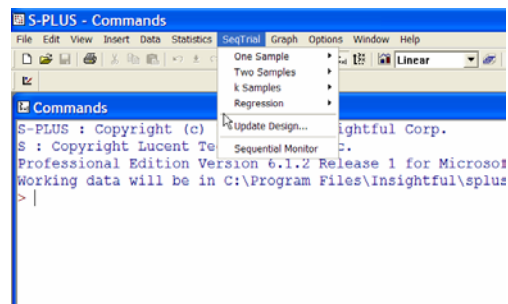 S-PLUS - Commands
File Edit View Insert Data Statistics SeqTrial Graph Options Window Help
Linear
One Sample
Two Samples
k Samples
Regression
Update Design...
Sequential Monitor
Commands
S-PLUS : Copyright (c) ightful Corp.
S : Copyright Lucent Te c.
Professional Edition Version 6.1.2 Release 1 for Microsof
Working data will be in C:\Program Files\Insightful\splus
>